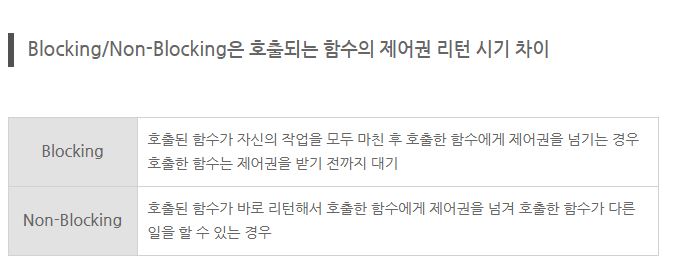 Blocking/Non-Blocking은 호출되는 함수의 제어권 리턴 시기 차이
Blocking
호출된 함수가 자신의 작업을 모두 마친 후 호출한 함수에게 제어권을 넘기는 경우
호출한 함수는 제어권을 받기 전까지 대기
Non-Blocking
호출된 함수가 바로 리턴해서 호출한 함수에게 제어권을 넘겨 호출한 함수가 다른
일을 할 수 있는 경우